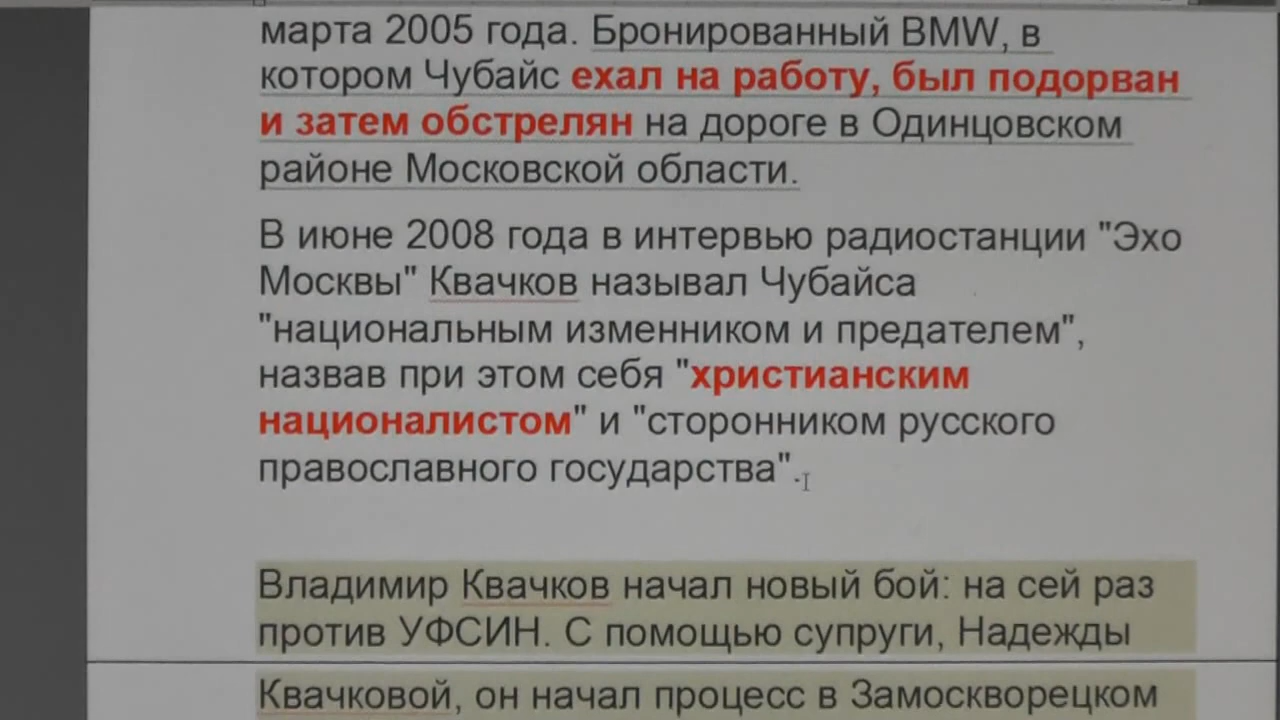 марта 2005 года. Бронированный BMW, в
котором Чубайс ехал на работу, был подорван
и затем обстрелян на дороге в Одинцовском
районе Московской области.
В июне 2008 года в интервью радиостанции "Эхо
Москвы" Квачков называл Чубайса
"национальным изменником и предателем",
назвав при этом себя "христианским
националистом" и "сторонником русского
православного государства".
Владимир Квачков начал новый бой: на сей раз
против УФСИН. С помощью супруги, Надежды
Квачковой, он начал процесс в Замоскворецком